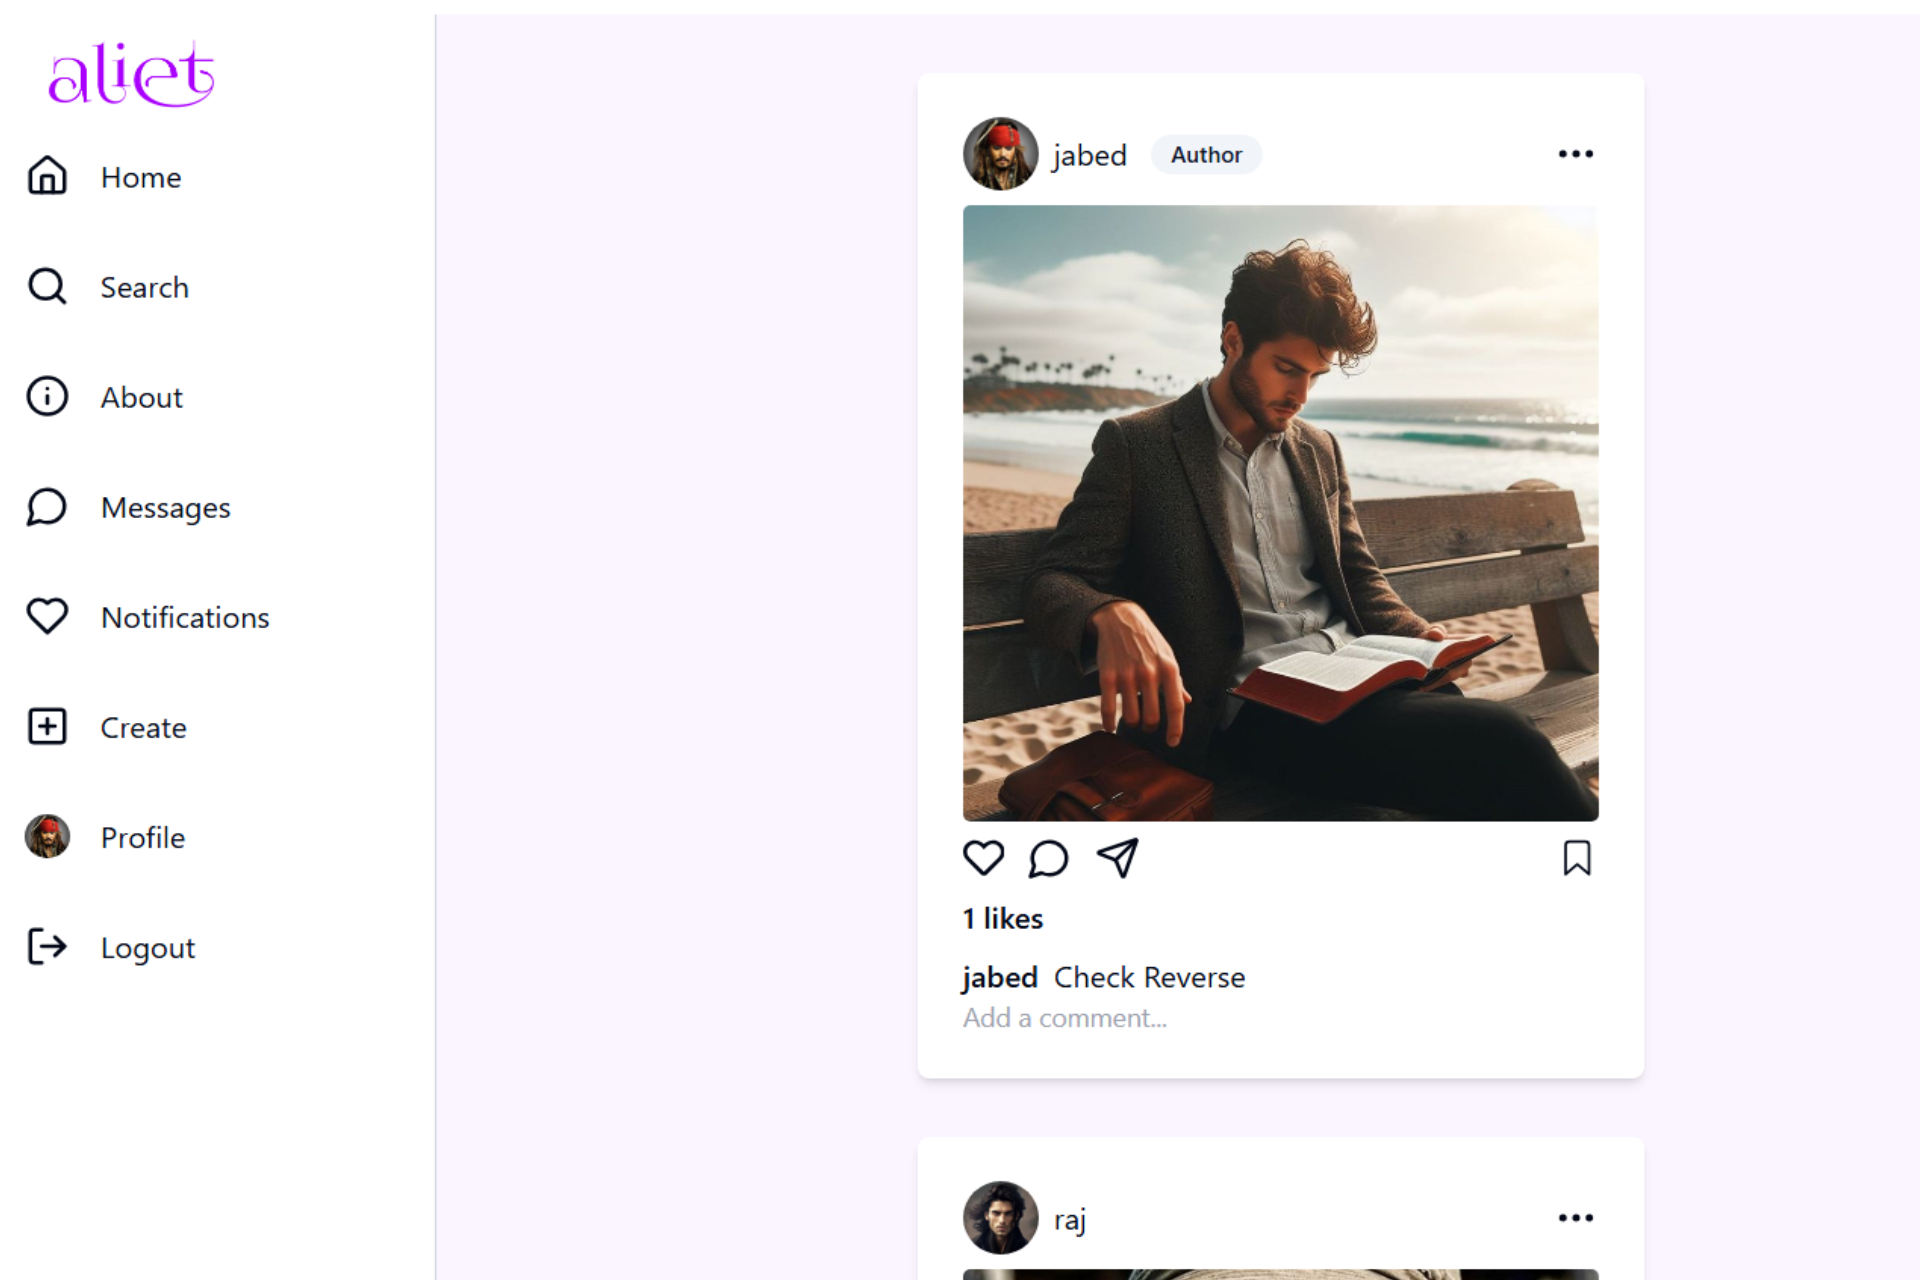 aliet
Home
Search
About
Messages
Notifications
Create
Profile
Logout
jabed Author
1 likes
jabed Check Reverse
Add a comment...
raj